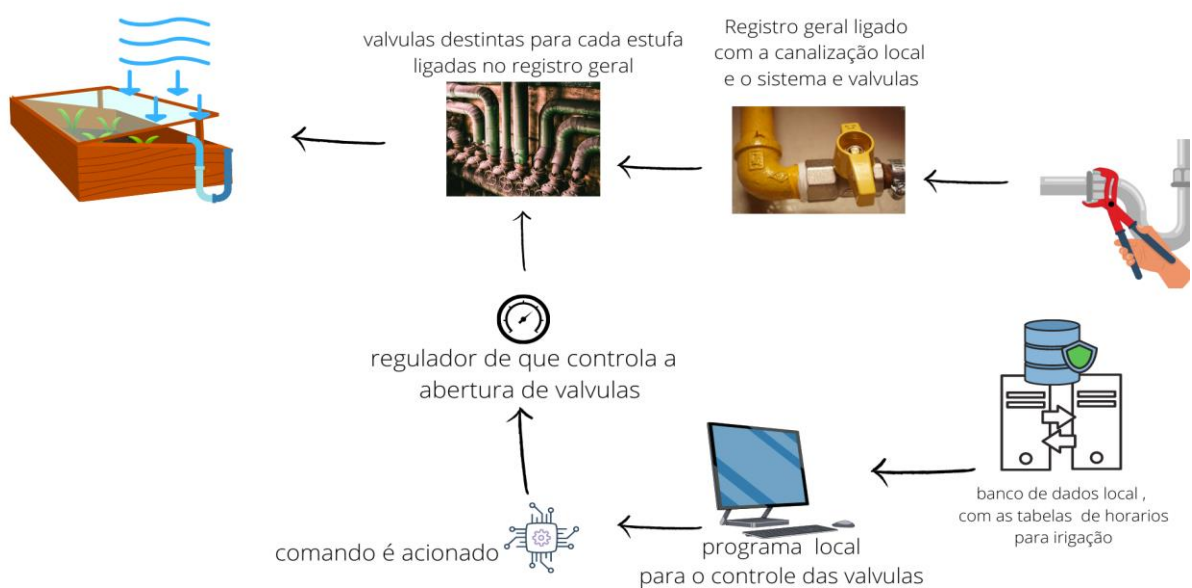 valvulas destintas para cada estufa
ligadas no registro geral
Registro geral ligado
com a canalização local
e o sistema e valvulas
regulador de que controla a
abertura de valvulas
banco de dados local ,
com as tabelas de horarios
para irrigação
programa local
para o controle das valvulas
comando é acionado